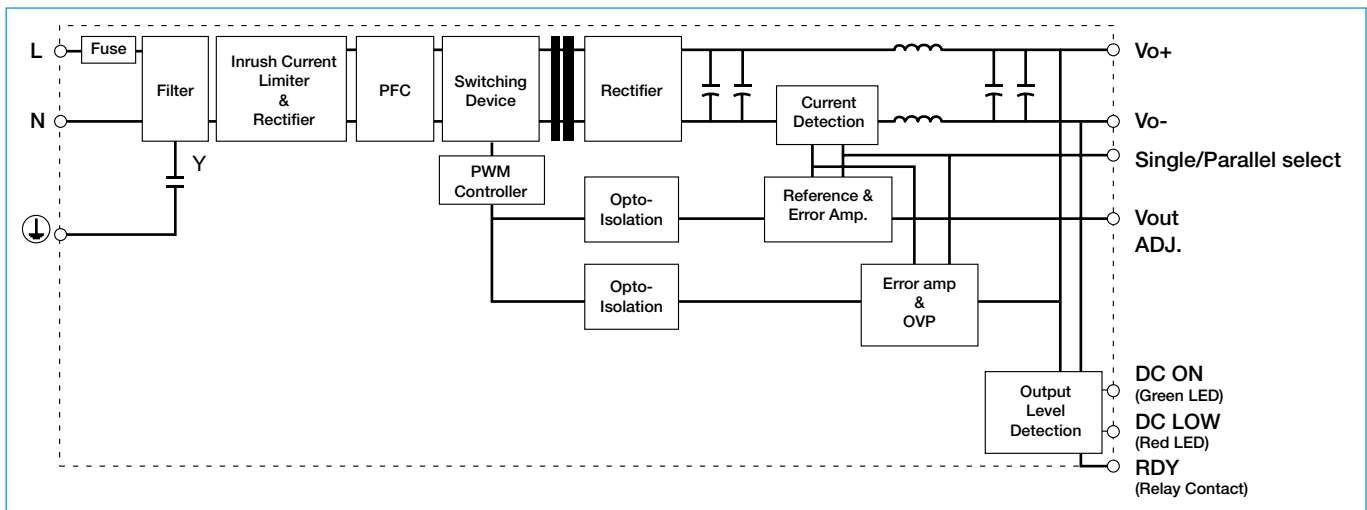 L
Fuse
Filter
Inrush Current
Limiter
&
Rectifier
PFC
Switching
Device
Rectifier
Current
Detection
Vo+
N
Vo-
Y
PWM
Controller
Single/Parallel select
Opto-
Isolation
Reference &
Error Amp.
Vout
ADJ.
Opto-
Isolation
Error amp
&
OVP
Output
Level
Detection
DC ON
(Green LED)
DC LOW
(Red LED)
RDY
(Relay Contact)